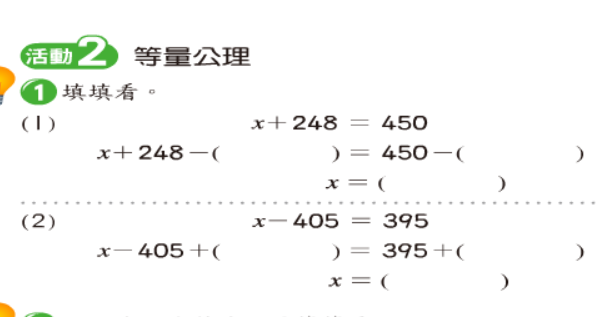 活動2 等量公理
1 填填看。
(1) x+248 = 450
x+248-( ) = 450-( )
x = ( )
(2) x-405 = 395
x-405+( ) = 395+( )
x = ( )